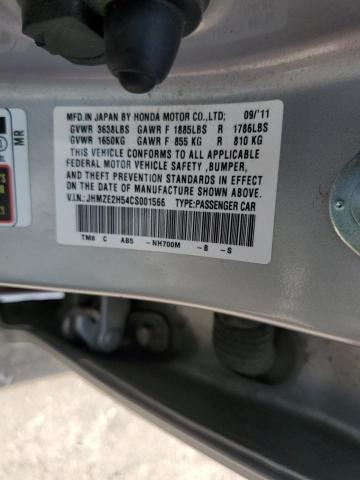 MFD.IN JAPAN BY HONDA MOTOR CO.,LTD; 09/'11
GVWR 3638LBS GAWR F 1885LBS R 1786LBS
GVWR 1650KG GAWR F 855 KG R 810 KG
THIS VEHICLE CONFORMS TO ALL APPLICABLE
FEDERAL MOTOR VEHICLE SAFETY ,BUMPER,
AND THEFT PREVENTION STANDARDS IN EFFECT
ON THE DATE OF MANUFACTURE SHOWN ABOVE.
V.I.N.:JHMZE2H54CS001566 TYPE:PASSENGER CAR
TM8 C AB5 -NH700M -B -S
MR